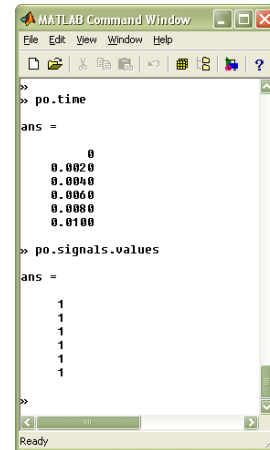 MATLAB Command Window
File Edit View Window Help
»
» po.time
ans =
0
0.0020
0.0040
0.0060
0.0080
0.0100
» po.signals.values
ans =
1
1
1
1
1
1
»
Ready